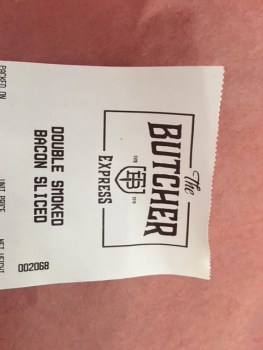 The
BUTCHER
EXPRESS
DOUBLE SMOKED
BACON SLICED
002068
PACKED ON
UNIT PRICE
NET WEIGHT